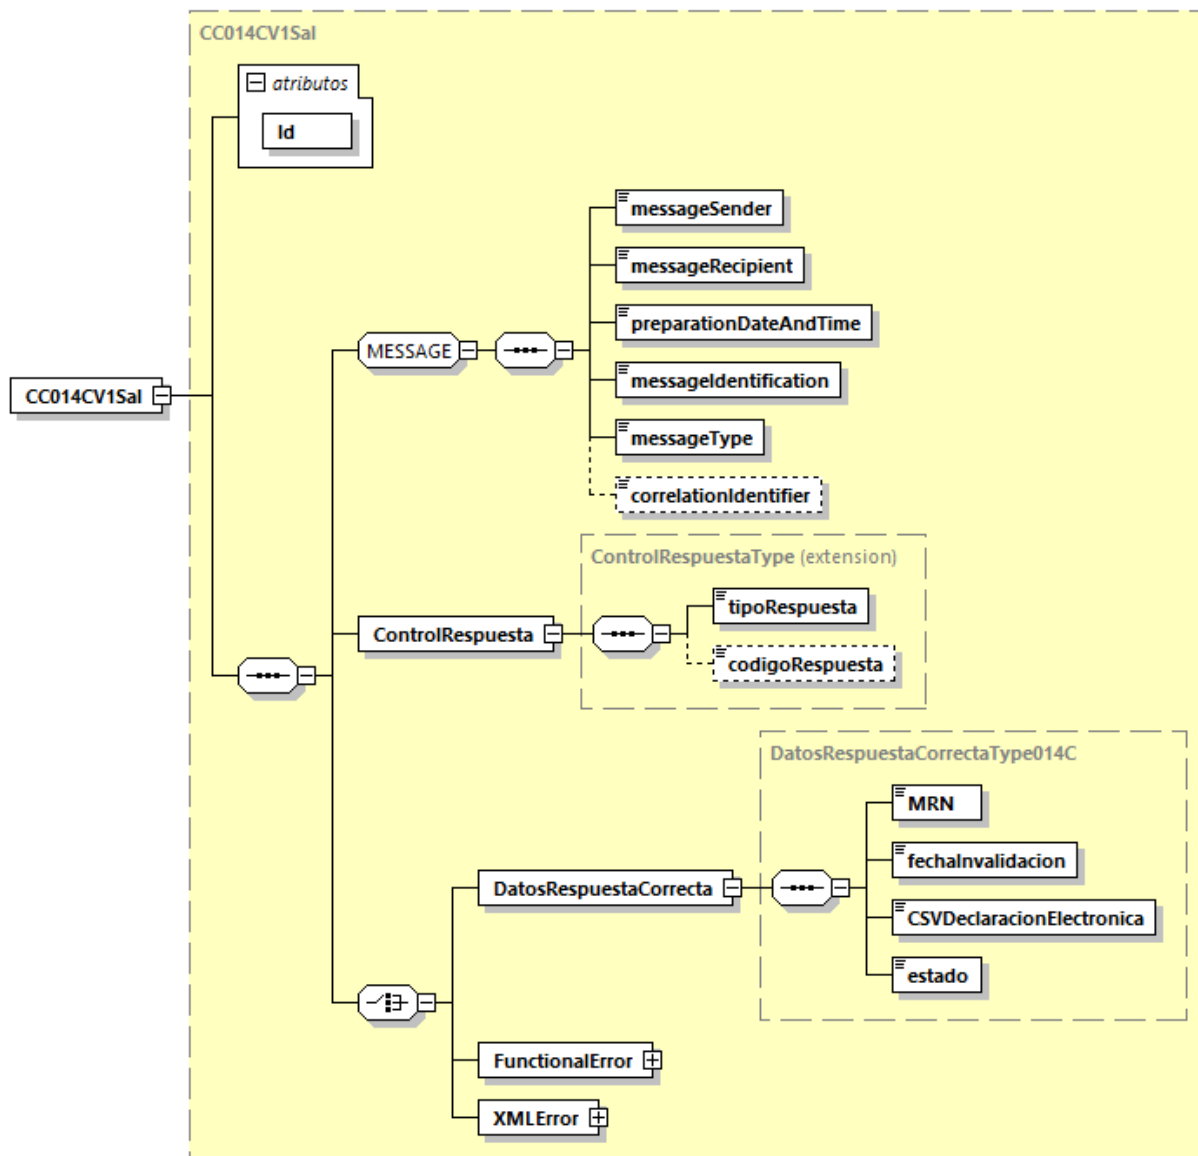 CC014CV1Sal
atributos
Id
messageSender
messageRecipient
preparationDateAndTime
MESSAGE
messageIdentification
CC014CV1Sal
messageType
correlationIdentifier
ControlRespuestaType (extension)
tipoRespuesta
ControlRespuesta
codigoRespuesta
DatosRespuestaCorrectaType014C
MRN
fechaInvalidacion
DatosRespuestaCorrecta
CSVDeclaracionElectronica
estado
FunctionalError
XMLError